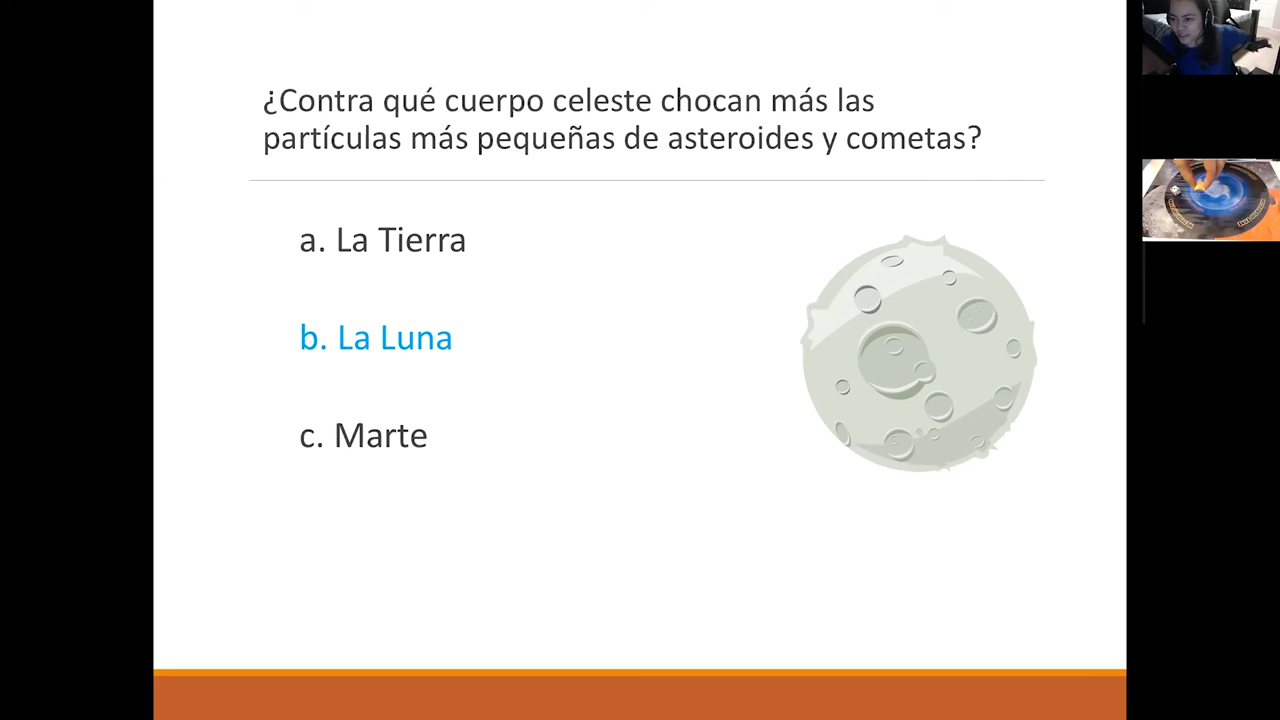 ¿Contra qué cuerpo celeste chocan más las
partículas más pequeñas de asteroides y cometas?
a. La Tierra
b. La Luna
c. Marte